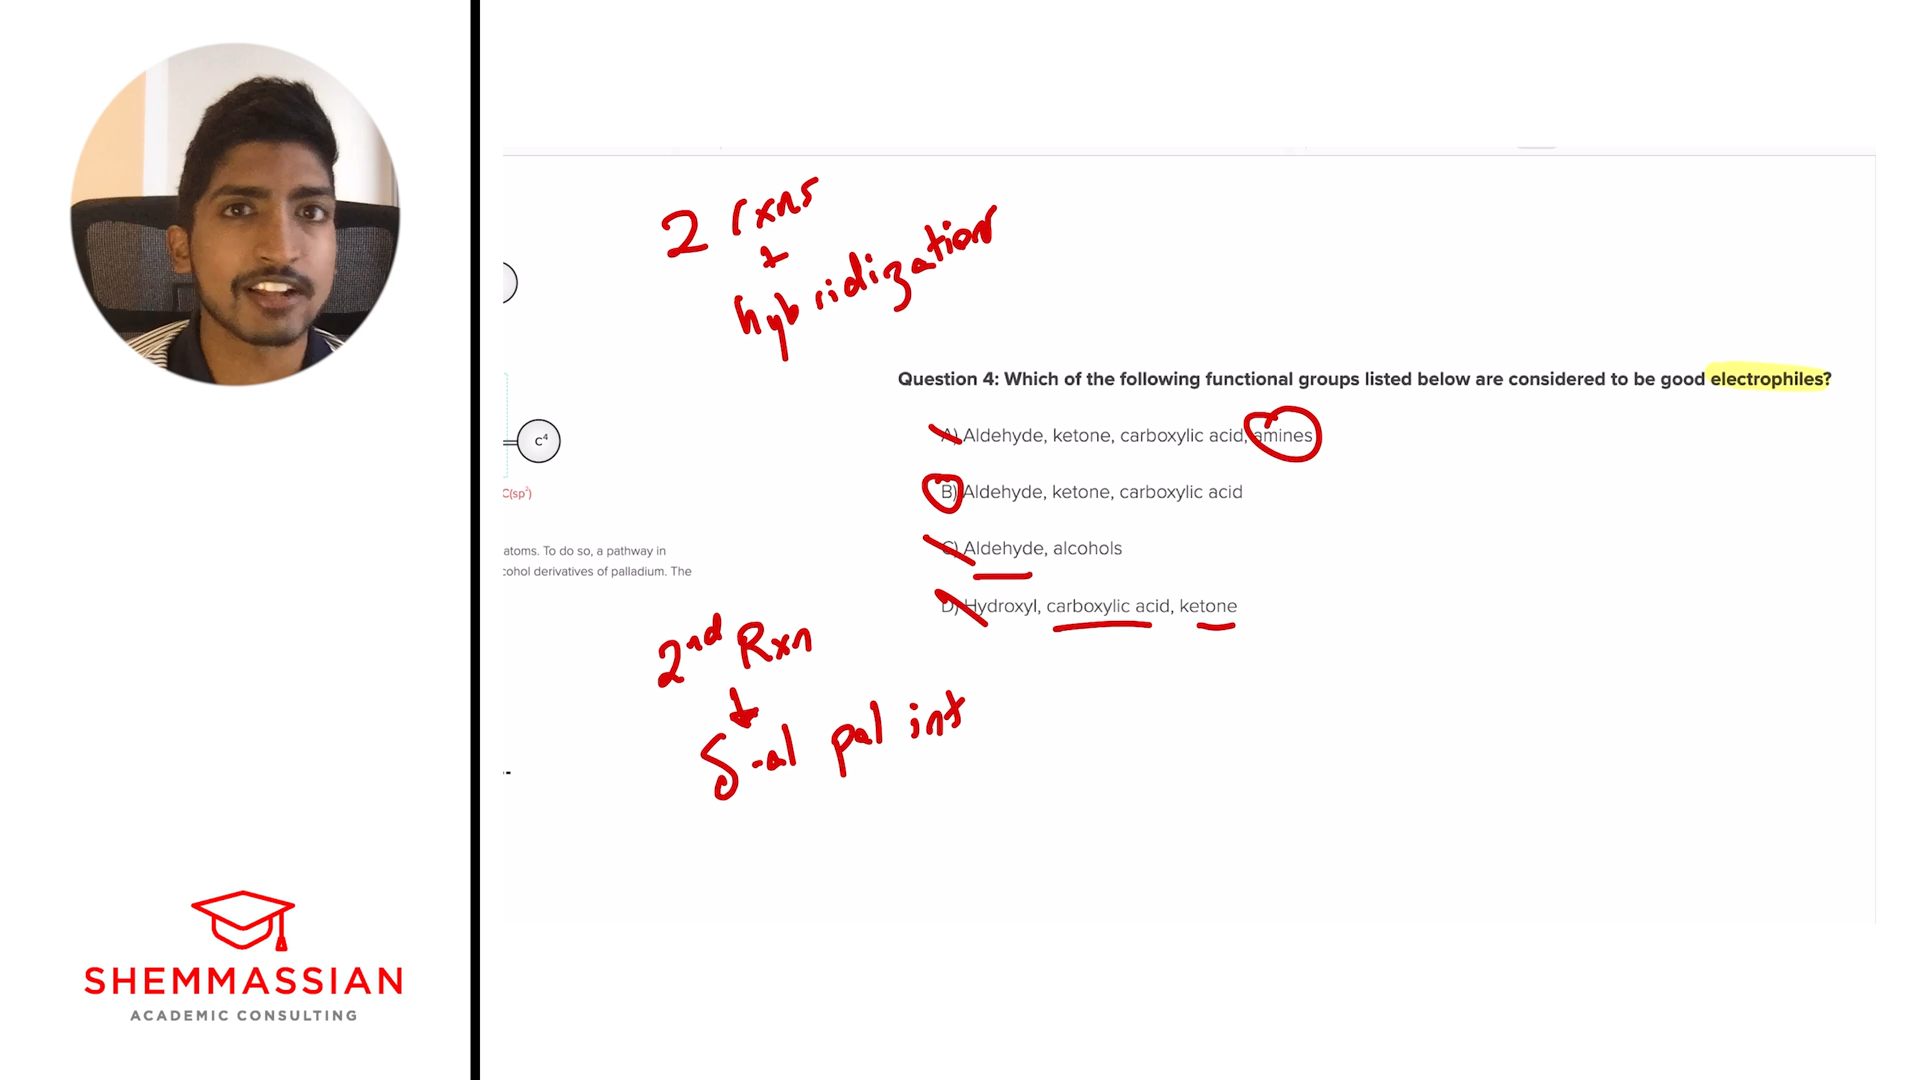 2 rxns
+
hybridization
Question 4: Which of the following functional groups listed below are considered to be good electrophiles?
A) Aldehyde, ketone, carboxylic acid, amines
B) Aldehyde, ketone, carboxylic acid
C) Aldehyde, alcohols
D) Hydroxyl, carboxylic acid, ketone
C⁴
C(sp²)
atoms. To do so, a pathway in
cohol derivatives of palladium. The
2nd Rxn
δ-al pal int
SHEMMASSIAN
ACADEMIC CONSULTING